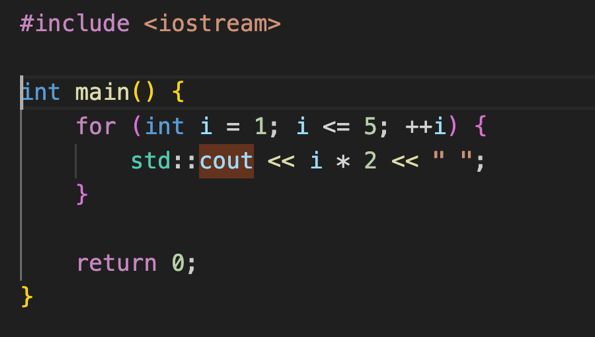 #include <iostream>

int main() {
    for (int i = 1; i <= 5; ++i) {
        std::cout << i * 2 << " ";
    }

    return 0;
}